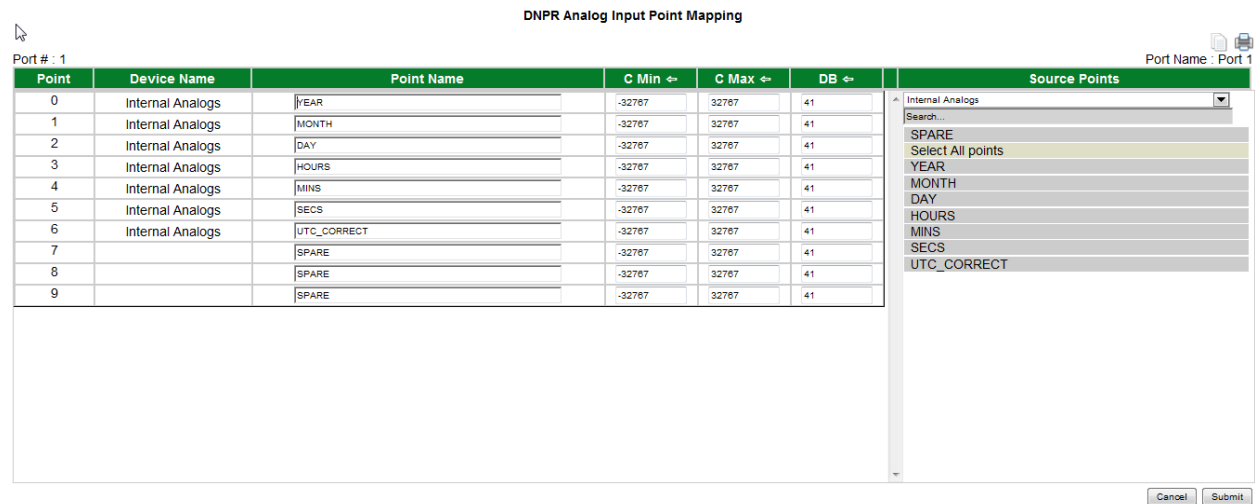 DNPR Analog Input Point Mapping
Port # : 1 Port Name : Port 1
Point Device Name Point Name C Min ⇦ C Max ⇦ DB ⇦ Source Points
0 Internal Analogs YEAR -32767 32767 41
1 Internal Analogs MONTH -32767 32767 41
2 Internal Analogs DAY -32767 32767 41
3 Internal Analogs HOURS -32767 32767 41
4 Internal Analogs MINS -32767 32767 41
5 Internal Analogs SECS -32767 32767 41
6 Internal Analogs UTC_CORRECT -32767 32767 41
7 SPARE -32767 32767 41
8 SPARE -32767 32767 41
9 SPARE -32767 32767 41
Internal Analogs
Search...
SPARE
Select All points
YEAR
MONTH
DAY
HOURS
MINS
SECS
UTC_CORRECT
Cancel Submit